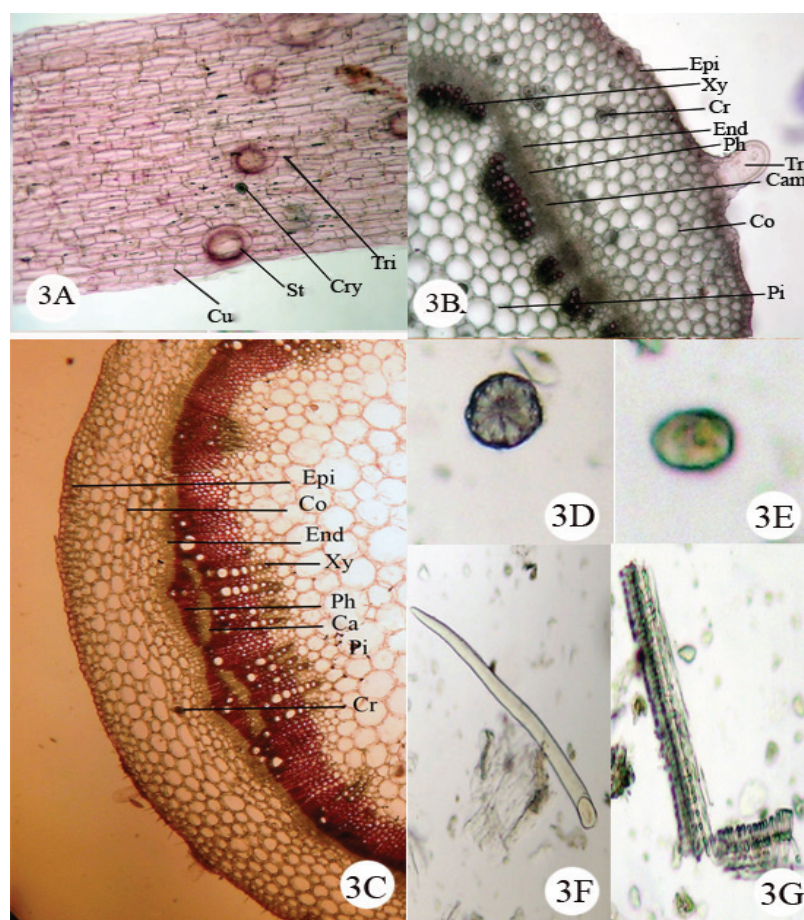 3A
Cu
St
Cry
Tri
3B
Epi
Xy
Cr
End
Ph
Tr
Cam
Co
Pi
3C
Epi
Co
End
Xy
Ph
Ca
Pi
Cr
3D
3E
3F
3G